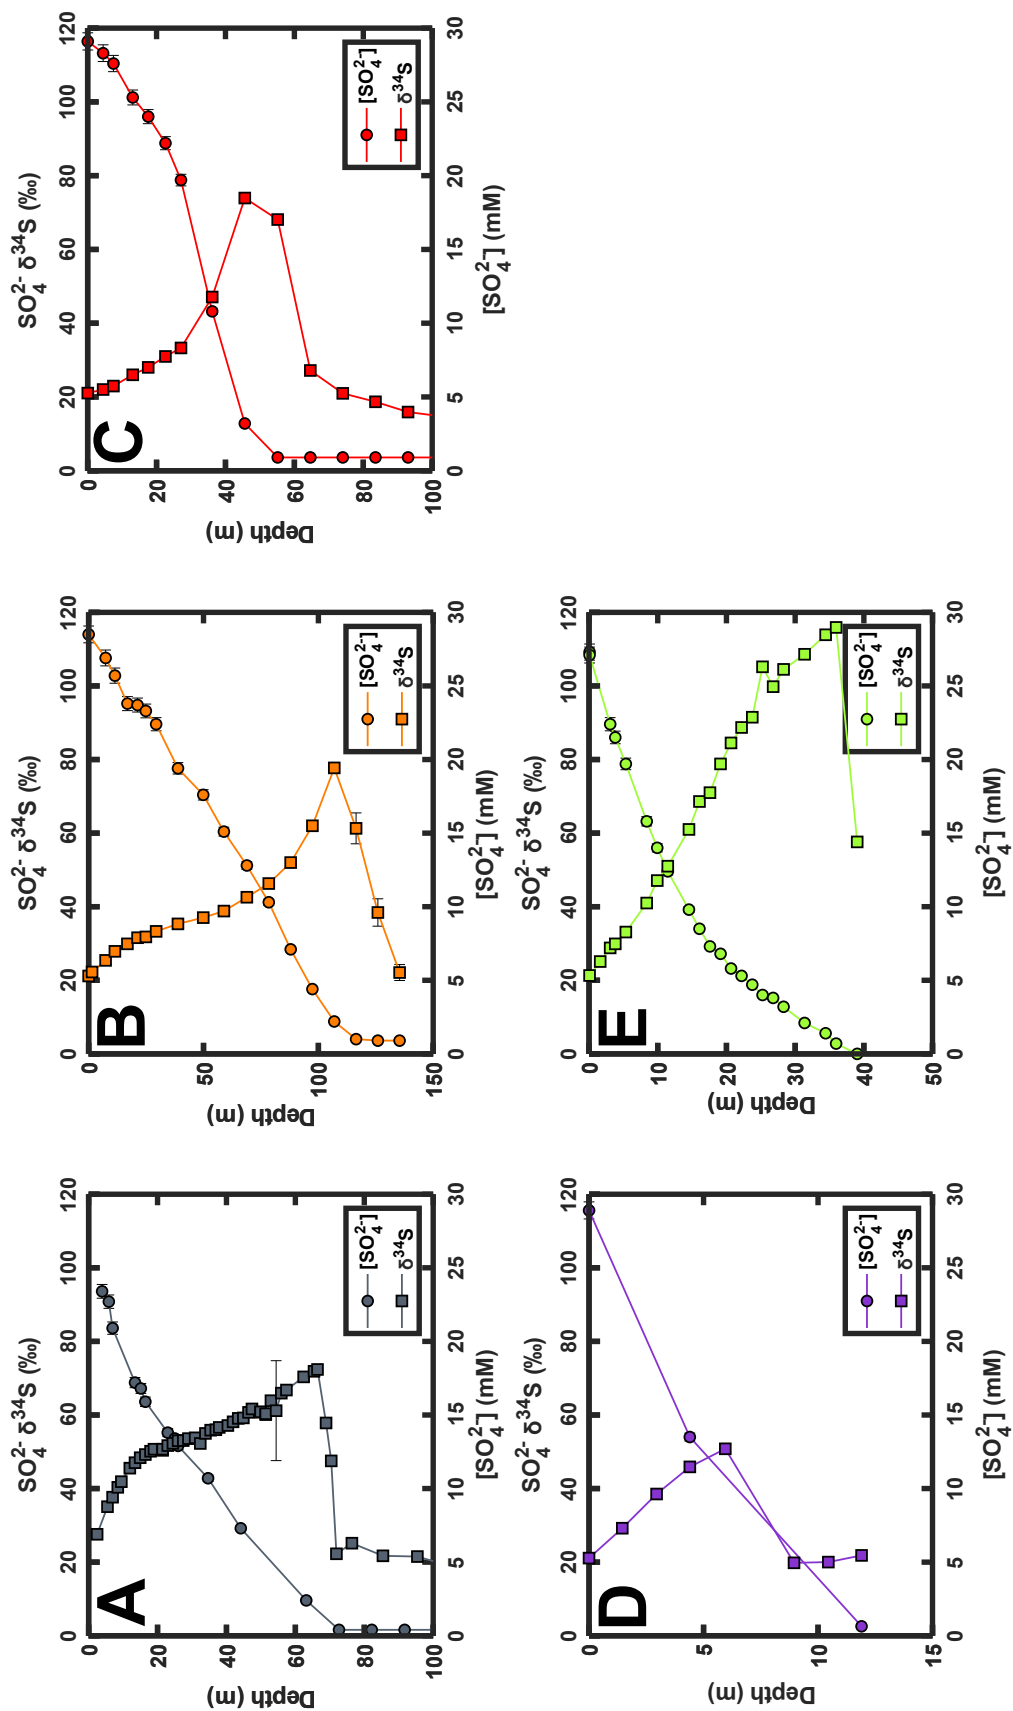 SO₄²⁻ δ³⁴S (‰)
0 20 40 60 80 100 120
A
0
20
40
60
80
100
Depth (m)
[SO₄²⁻]
δ³⁴S
0 5 10 15 20 25 30
[SO₄²⁻] (mM)
SO₄²⁻ δ³⁴S (‰)
0 20 40 60 80 100 120
B
0
50
100
150
Depth (m)
[SO₄²⁻]
δ³⁴S
0 5 10 15 20 25 30
[SO₄²⁻] (mM)
SO₄²⁻ δ³⁴S (‰)
0 20 40 60 80 100 120
C
0
20
40
60
80
100
Depth (m)
[SO₄²⁻]
δ³⁴S
0 5 10 15 20 25 30
[SO₄²⁻] (mM)
SO₄²⁻ δ³⁴S (‰)
0 20 40 60 80 100 120
D
0
5
10
15
Depth (m)
[SO₄²⁻]
δ³⁴S
0 5 10 15 20 25 30
[SO₄²⁻] (mM)
SO₄²⁻ δ³⁴S (‰)
0 20 40 60 80 100 120
E
0
10
20
30
40
50
Depth (m)
[SO₄²⁻]
δ³⁴S
0 5 10 15 20 25 30
[SO₄²⁻] (mM)